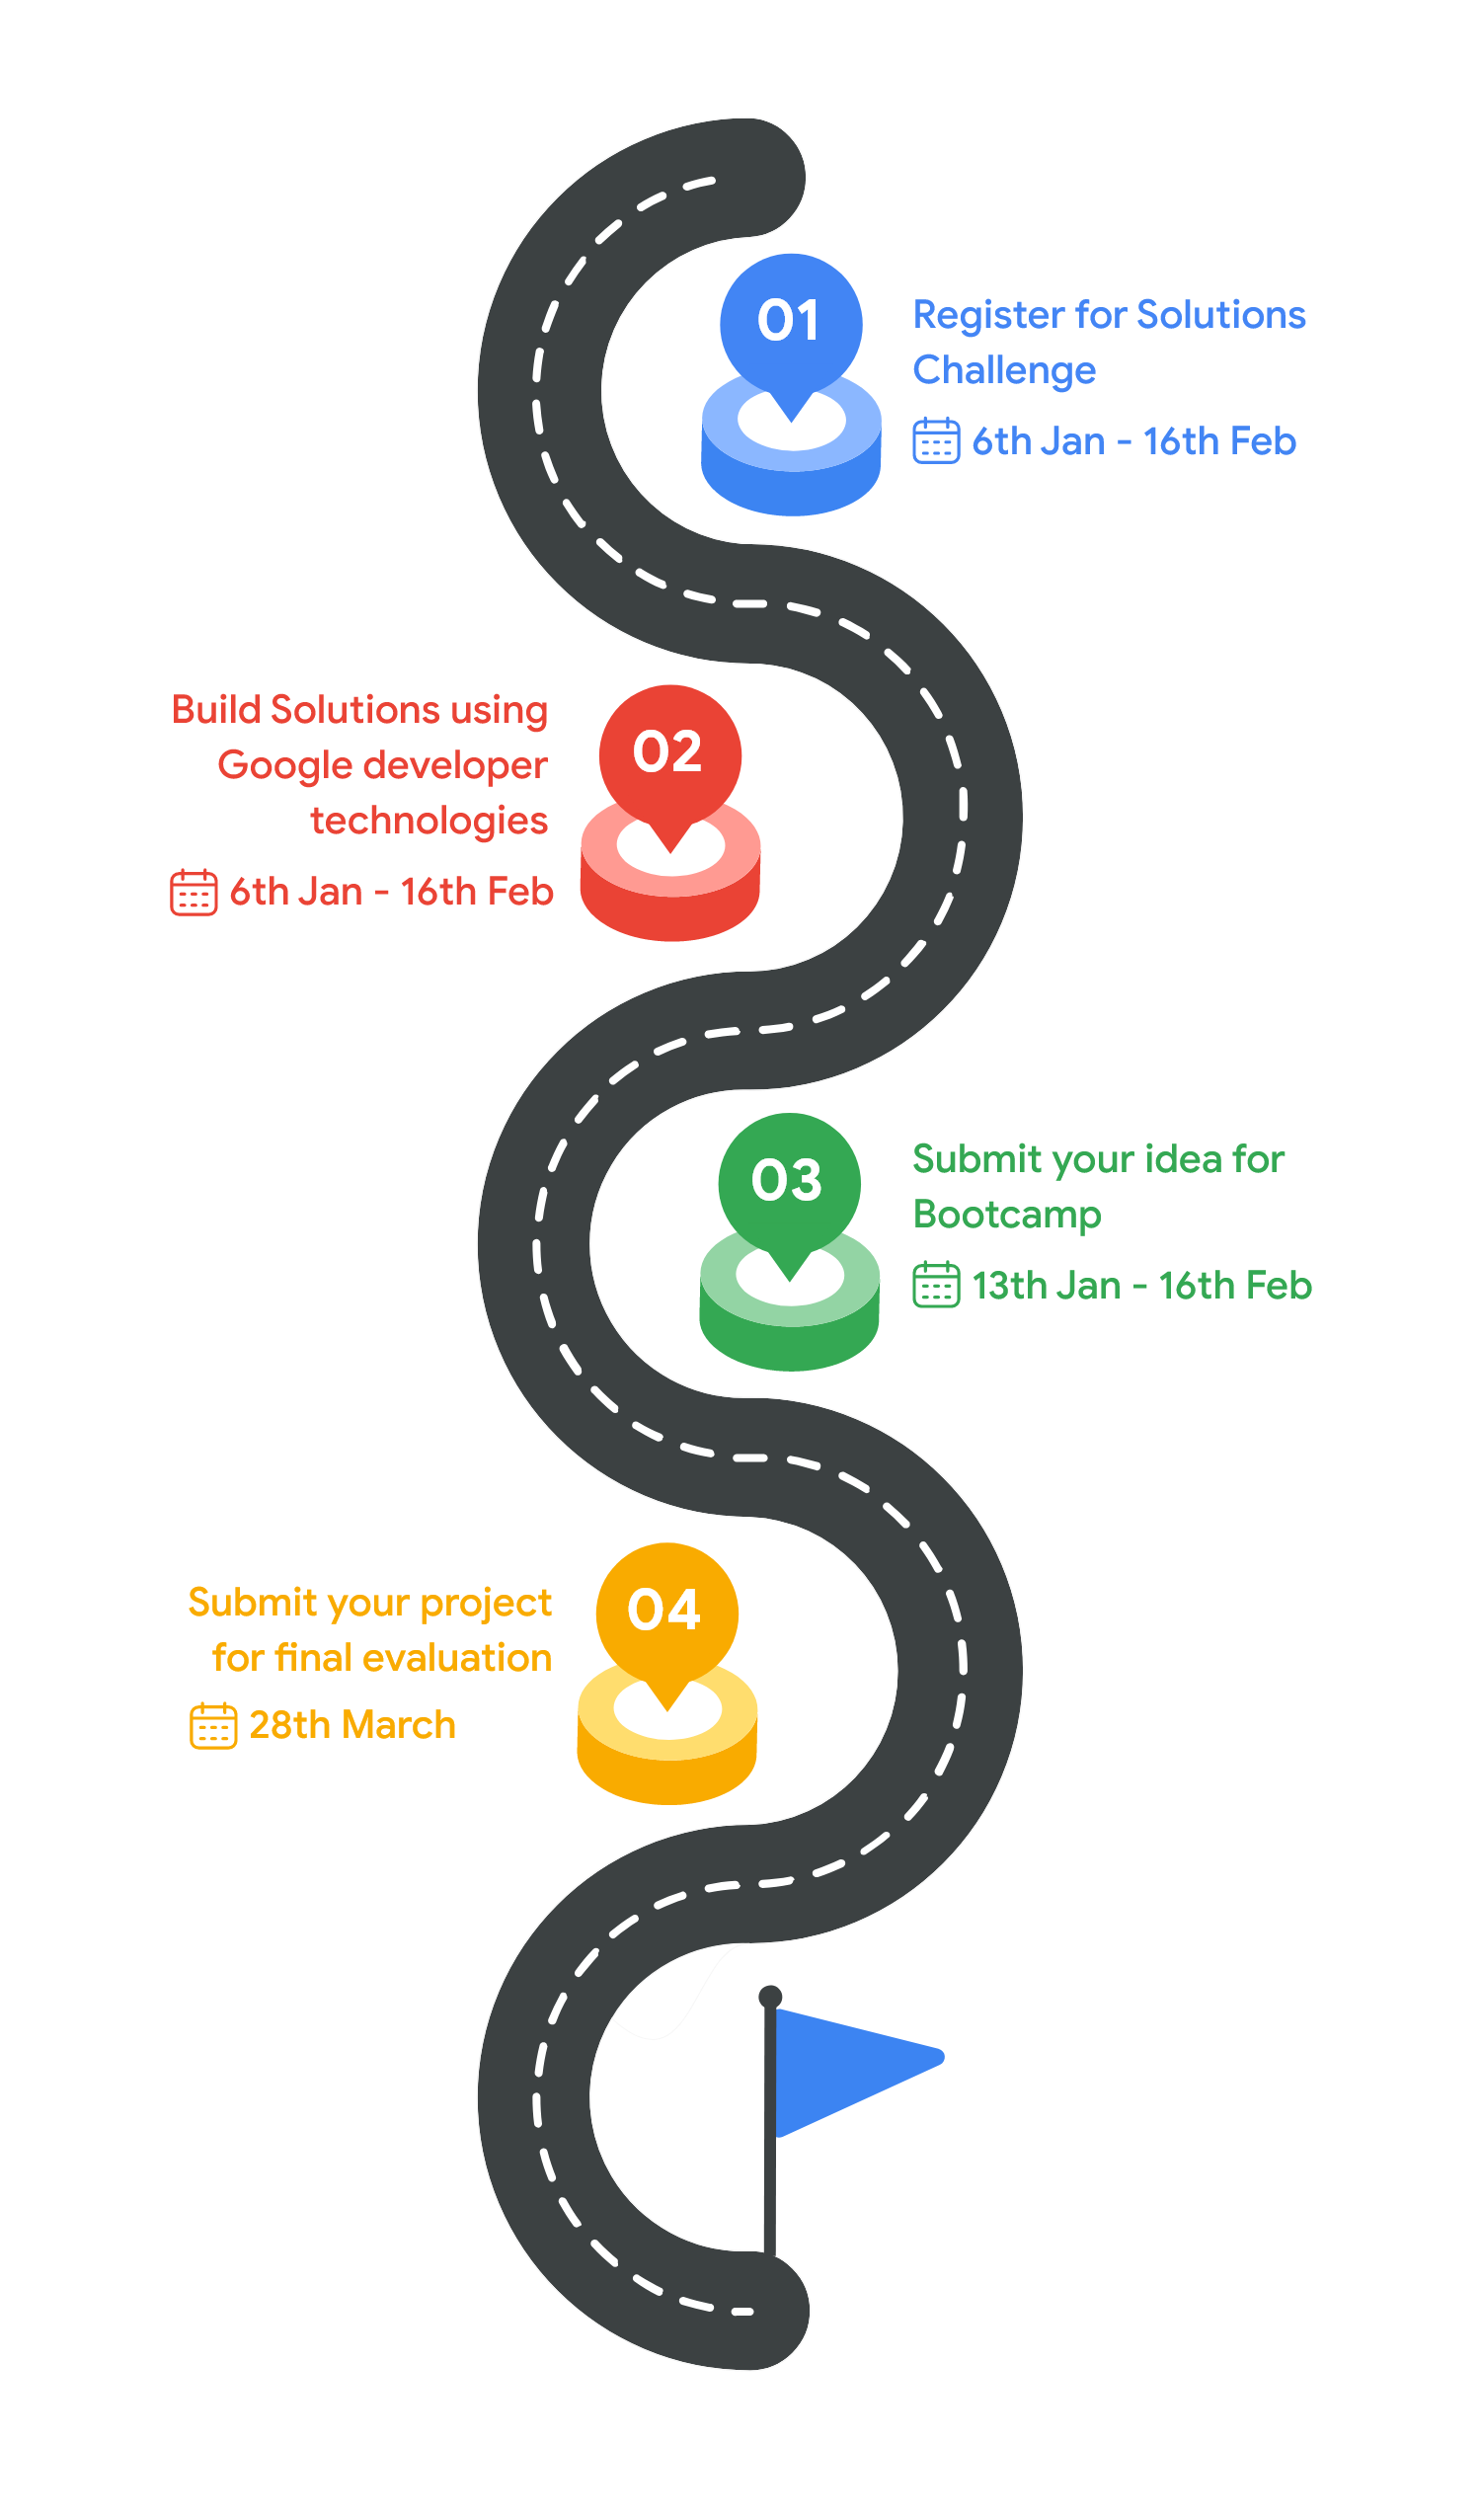 01
Register for Solutions
Challenge
6th Jan - 16th Feb
02
Build Solutions using
Google developer
technologies
6th Jan - 16th Feb
03
Submit your idea for
Bootcamp
13th Jan - 16th Feb
04
Submit your project
for final evaluation
28th March